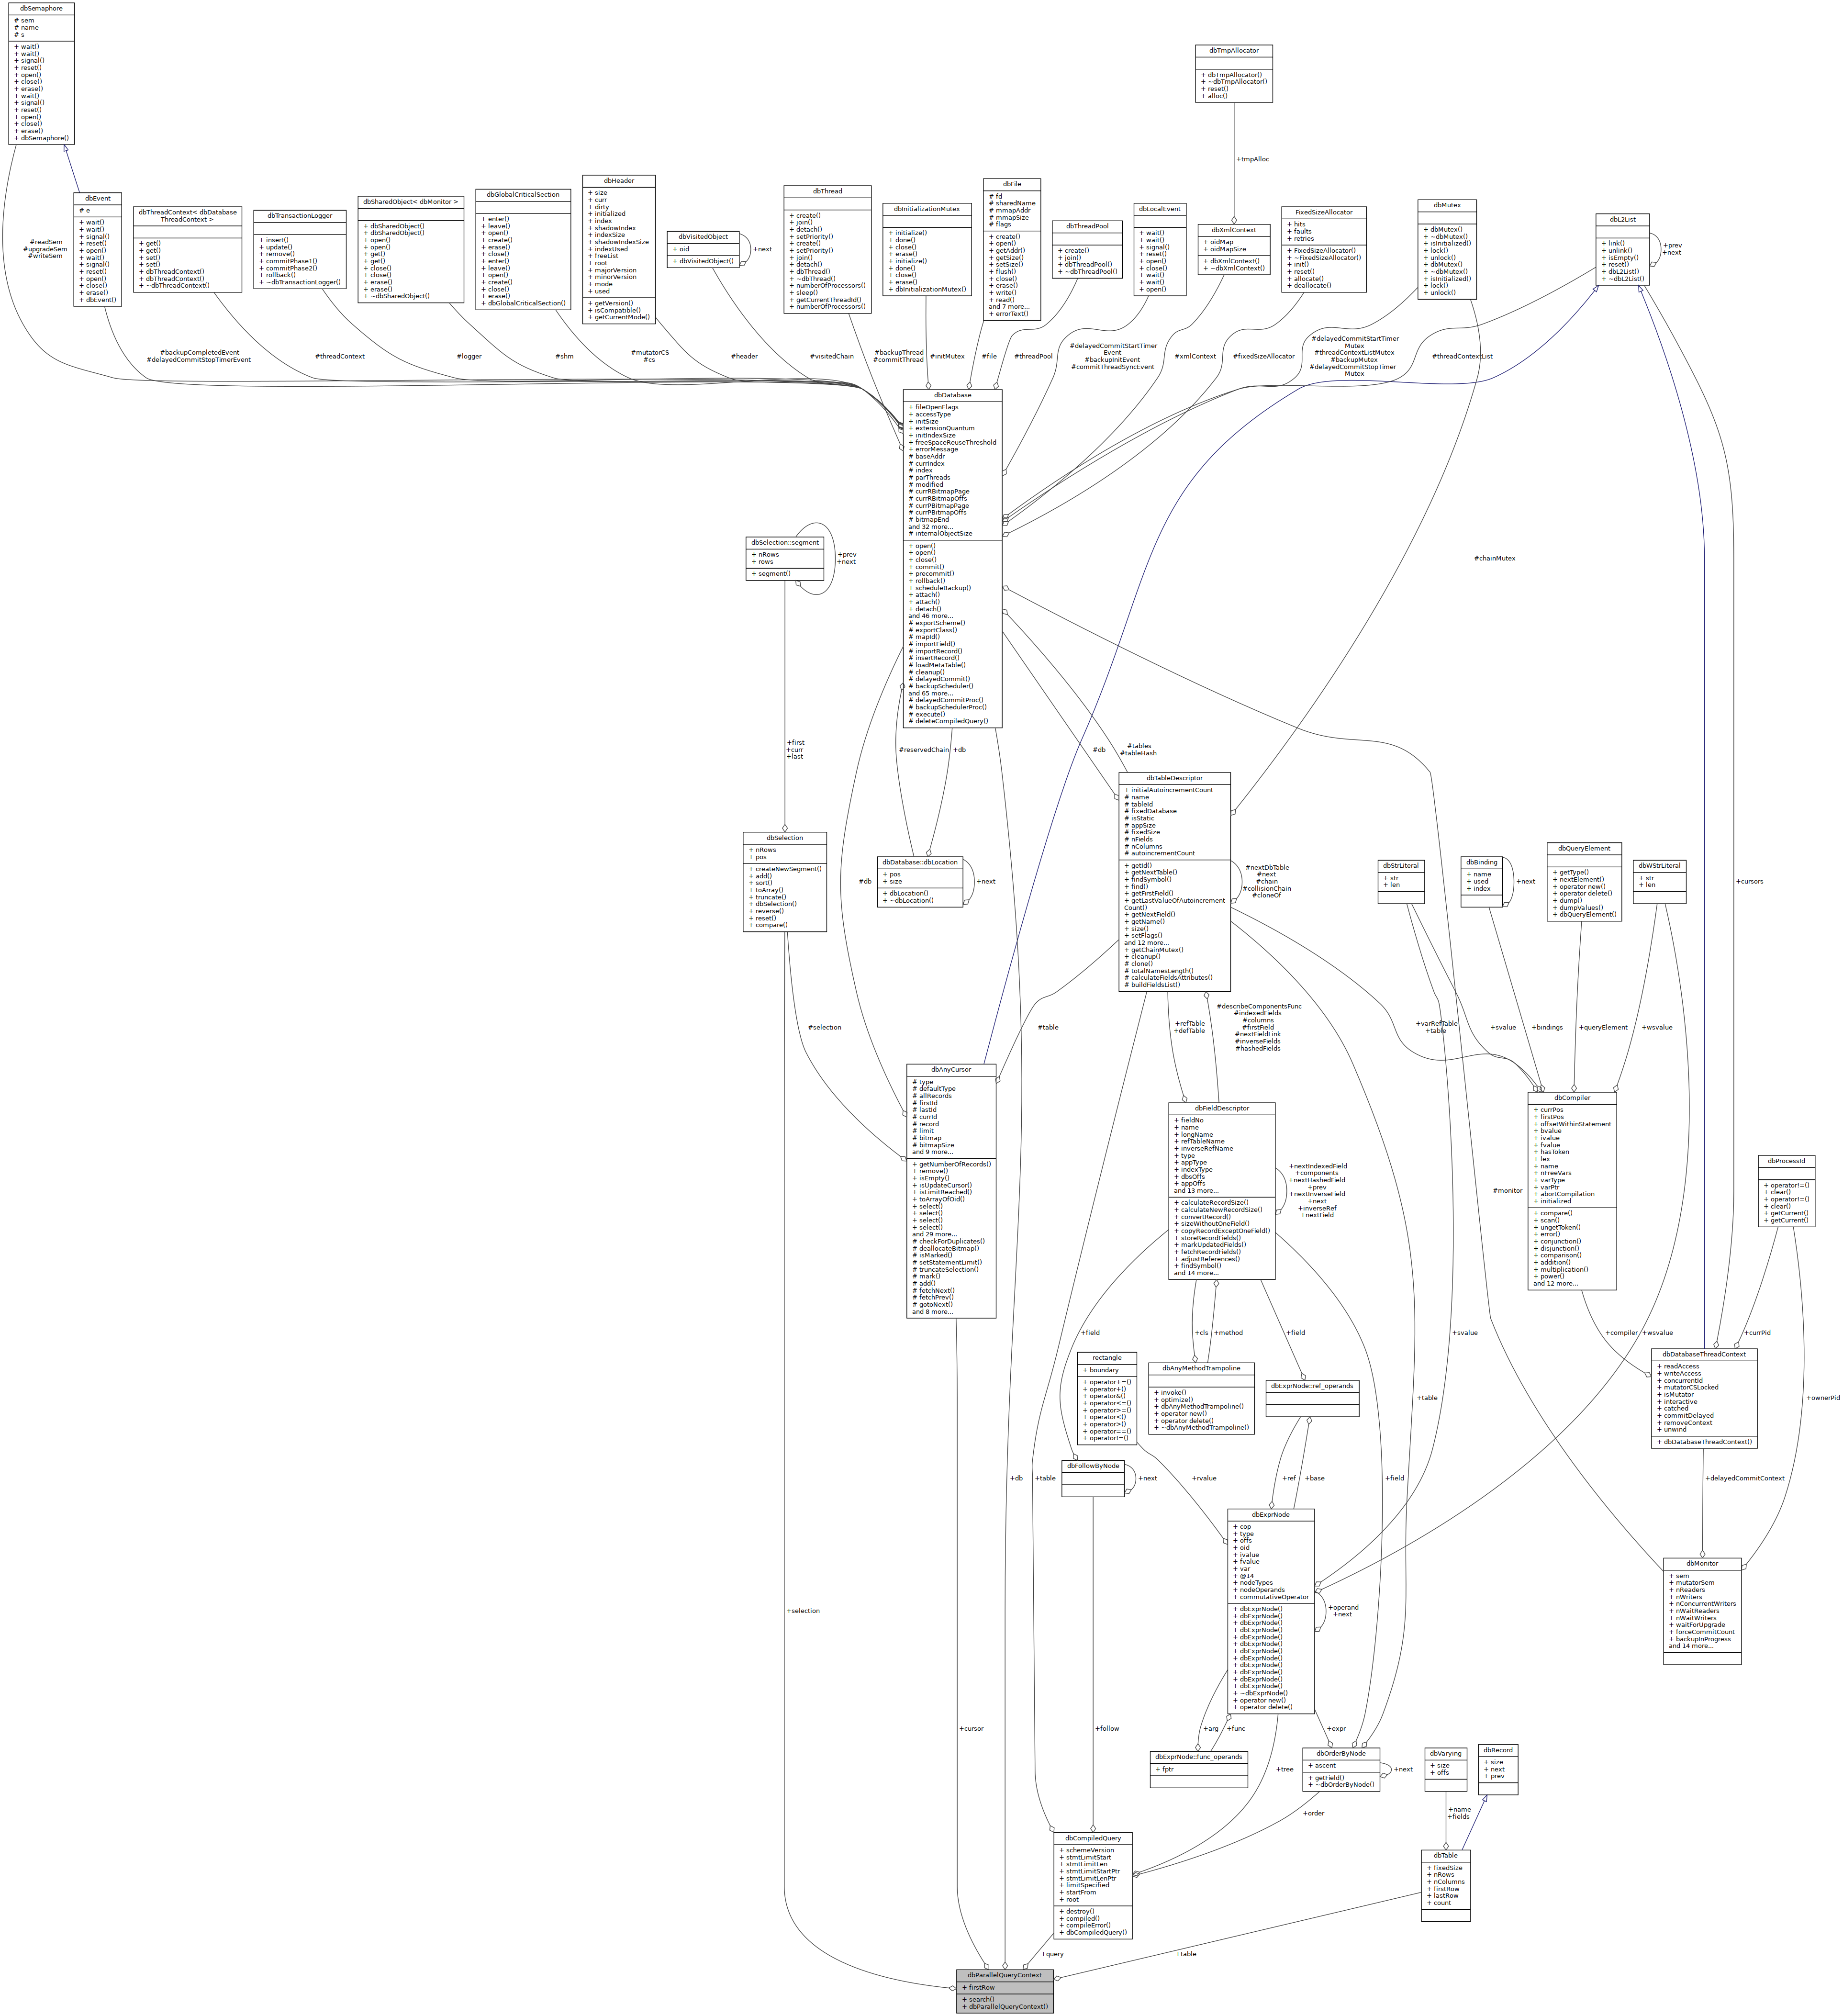 dbSemaphore
# sem
# name
# s
+ wait()
+ wait()
+ signal()
+ reset()
+ open()
+ close()
+ erase()
+ wait()
+ signal()
+ reset()
+ open()
+ close()
+ erase()
+ dbSemaphore()
dbTmpAllocator
+ dbTmpAllocator()
+ ~dbTmpAllocator()
+ reset()
+ alloc()
+tmpAlloc
dbEvent
# e
+ wait()
+ wait()
+ signal()
+ reset()
+ open()
+ wait()
+ signal()
+ reset()
+ open()
+ close()
+ erase()
+ dbEvent()
dbThreadContext< dbDatabase
ThreadContext >
+ get()
+ get()
+ set()
+ set()
+ dbThreadContext()
+ dbThreadContext()
+ ~dbThreadContext()
dbTransactionLogger
+ insert()
+ update()
+ remove()
+ commitPhase1()
+ commitPhase2()
+ rollback()
+ ~dbTransactionLogger()
dbSharedObject< dbMonitor >
+ dbSharedObject()
+ dbSharedObject()
+ open()
+ open()
+ get()
+ get()
+ close()
+ close()
+ erase()
+ erase()
+ ~dbSharedObject()
dbGlobalCriticalSection
+ enter()
+ leave()
+ open()
+ create()
+ erase()
+ close()
+ enter()
+ leave()
+ open()
+ create()
+ close()
+ erase()
+ dbGlobalCriticalSection()
dbHeader
+ size
+ curr
+ dirty
+ initialized
+ index
+ shadowIndex
+ indexSize
+ shadowIndexSize
+ indexUsed
+ freeList
+ root
+ majorVersion
+ minorVersion
+ mode
+ used
+ getVersion()
+ isCompatible()
+ getCurrentMode()
dbVisitedObject
+ oid
+ dbVisitedObject()
+next
dbThread
+ create()
+ join()
+ detach()
+ setPriority()
+ create()
+ setPriority()
+ join()
+ detach()
+ dbThread()
+ ~dbThread()
+ numberOfProcessors()
+ sleep()
+ getCurrentThreadId()
+ numberOfProcessors()
dbInitializationMutex
+ initialize()
+ done()
+ close()
+ erase()
+ initialize()
+ done()
+ close()
+ erase()
+ dbInitializationMutex()
dbFile
# fd
# sharedName
# mmapAddr
# mmapSize
# flags
+ create()
+ open()
+ getAddr()
+ getSize()
+ setSize()
+ flush()
+ close()
+ erase()
+ write()
+ read()
and 7 more...
+ errorText()
dbThreadPool
+ create()
+ join()
+ dbThreadPool()
+ ~dbThreadPool()
dbLocalEvent
+ wait()
+ wait()
+ signal()
+ reset()
+ open()
+ close()
+ wait()
+ wait()
+ open()
dbXmlContext
+ oidMap
+ oidMapSize
+ dbXmlContext()
+ ~dbXmlContext()
FixedSizeAllocator
+ hits
+ faults
+ retries
+ FixedSizeAllocator()
+ ~FixedSizeAllocator()
+ init()
+ reset()
+ allocate()
+ deallocate()
dbMutex
+ dbMutex()
+ ~dbMutex()
+ isInitialized()
+ lock()
+ unlock()
+ dbMutex()
+ ~dbMutex()
+ isInitialized()
+ lock()
+ unlock()
dbL2List
+ link()
+ unlink()
+ isEmpty()
+ reset()
+ dbL2List()
+ ~dbL2List()
+prev
+next
#readSem
#upgradeSem
#writeSem
#backupCompletedEvent
#delayedCommitStopTimerEvent
#threadContext
#logger
#shm
#mutatorCS
#cs
#header
#visitedChain
#backupThread
#commitThread
#initMutex
#file
#threadPool
#delayedCommitStartTimer
Event
#backupInitEvent
#commitThreadSyncEvent
#xmlContext
#fixedSizeAllocator
#delayedCommitStartTimer
Mutex
#threadContextListMutex
#backupMutex
#delayedCommitStopTimer
Mutex
#threadContextList
#chainMutex
+cursors
dbDatabase
+ fileOpenFlags
+ accessType
+ initSize
+ extensionQuantum
+ initIndexSize
+ freeSpaceReuseThreshold
+ errorMessage
# baseAddr
# currIndex
# index
# parThreads
# modified
# currRBitmapPage
# currRBitmapOffs
# currPBitmapPage
# currPBitmapOffs
# bitmapEnd
and 32 more...
# internalObjectSize
+ open()
+ open()
+ close()
+ commit()
+ precommit()
+ rollback()
+ scheduleBackup()
+ attach()
+ attach()
+ detach()
and 46 more...
# exportScheme()
# exportClass()
# mapId()
# importField()
# importRecord()
# insertRecord()
# loadMetaTable()
# cleanup()
# delayedCommit()
# backupScheduler()
and 65 more...
# delayedCommitProc()
# backupSchedulerProc()
# execute()
# deleteCompiledQuery()
dbSelection::segment
+ nRows
+ rows
+ segment()
+prev
+next
+first
+curr
+last
#reservedChain
+db
#db
#tables
#tableHash
dbTableDescriptor
+ initialAutoincrementCount
# name
# tableId
# fixedDatabase
# isStatic
# appSize
# fixedSize
# nFields
# nColumns
# autoincrementCount
+ getId()
+ getNextTable()
+ findSymbol()
+ find()
+ getFirstField()
+ getLastValueOfAutoincrement
Count()
+ getNextField()
+ getName()
+ size()
+ setFlags()
and 12 more...
+ getChainMutex()
+ cleanup()
# clone()
# totalNamesLength()
# calculateFieldsAttributes()
# buildFieldsList()
#nextDbTable
#next
#chain
#collisionChain
#cloneOf
dbSelection
+ nRows
+ pos
+ createNewSegment()
+ add()
+ sort()
+ toArray()
+ truncate()
+ dbSelection()
+ reverse()
+ reset()
+ compare()
#db
dbDatabase::dbLocation
+ pos
+ size
+ dbLocation()
+ ~dbLocation()
+next
dbStrLiteral
+ str
+ len
dbBinding
+ name
+ used
+ index
+next
dbQueryElement
+ getType()
+ nextElement()
+ operator new()
+ operator delete()
+ dump()
+ dumpValues()
+ dbQueryElement()
dbWStrLiteral
+ str
+ len
#selection
#table
+refTable
+defTable
#describeComponentsFunc
#indexedFields
#columns
#firstField
#nextFieldLink
#inverseFields
#hashedFields
+varRefTable
+table
+svalue
+bindings
+queryElement
+wsvalue
dbAnyCursor
# type
# defaultType
# allRecords
# firstId
# lastId
# currId
# record
# limit
# bitmap
# bitmapSize
and 9 more...
+ getNumberOfRecords()
+ remove()
+ isEmpty()
+ isUpdateCursor()
+ isLimitReached()
+ toArrayOfOid()
+ select()
+ select()
+ select()
+ select()
and 29 more...
# checkForDuplicates()
# deallocateBitmap()
# isMarked()
# setStatementLimit()
# truncateSelection()
# mark()
# add()
# fetchNext()
# fetchPrev()
# gotoNext()
and 8 more...
dbFieldDescriptor
+ fieldNo
+ name
+ longName
+ refTableName
+ inverseRefName
+ type
+ appType
+ indexType
+ dbsOffs
+ appOffs
and 13 more...
+ calculateRecordSize()
+ calculateNewRecordSize()
+ convertRecord()
+ sizeWithoutOneField()
+ copyRecordExceptOneField()
+ storeRecordFields()
+ markUpdatedFields()
+ fetchRecordFields()
+ adjustReferences()
+ findSymbol()
and 14 more...
+nextIndexedField
+components
+nextHashedField
+prev
+nextInverseField
+next
+inverseRef
+nextField
#monitor
dbCompiler
+ currPos
+ firstPos
+ offsetWithinStatement
+ bvalue
+ ivalue
+ fvalue
+ hasToken
+ lex
+ name
+ nFreeVars
+ varType
+ varPtr
+ abortCompilation
+ initialized
+ compare()
+ scan()
+ ungetToken()
+ error()
+ conjunction()
+ disjunction()
+ comparison()
+ addition()
+ multiplication()
+ power()
and 12 more...
dbProcessId
+ operator!=()
+ clear()
+ operator!=()
+ clear()
+ getCurrent()
+ getCurrent()
+field
+cls
+method
+field
+svalue
+compiler
+wsvalue
+currPid
rectangle
+ boundary
+ operator+=()
+ operator+()
+ operator&()
+ operator<=()
+ operator>=()
+ operator<()
+ operator>()
+ operator==()
+ operator!=()
dbAnyMethodTrampoline
+ invoke()
+ optimize()
+ dbAnyMethodTrampoline()
+ operator new()
+ operator delete()
+ ~dbAnyMethodTrampoline()
dbExprNode::ref_operands
+table
dbDatabaseThreadContext
+ readAccess
+ writeAccess
+ concurrentId
+ mutatorCSLocked
+ isMutator
+ interactive
+ catched
+ commitDelayed
+ removeContext
+ unwind
+ dbDatabaseThreadContext()
+ownerPid
+db
+table
dbFollowByNode
+next
+rvalue
+ref
+base
+field
+delayedCommitContext
dbExprNode
+ cop
+ type
+ offs
+ oid
+ ivalue
+ fvalue
+ var
+ @14
+ nodeTypes
+ nodeOperands
+ commutativeOperator
+ dbExprNode()
+ dbExprNode()
+ dbExprNode()
+ dbExprNode()
+ dbExprNode()
+ dbExprNode()
+ dbExprNode()
+ dbExprNode()
+ dbExprNode()
+ dbExprNode()
+ dbExprNode()
+ dbExprNode()
+ ~dbExprNode()
+ operator new()
+ operator delete()
+operand
+next
dbMonitor
+ sem
+ mutatorSem
+ nReaders
+ nWriters
+ nConcurrentWriters
+ nWaitReaders
+ nWaitWriters
+ waitForUpgrade
+ forceCommitCount
+ backupInProgress
and 14 more...
+selection
+cursor
+follow
+arg
+func
+expr
dbExprNode::func_operands
+ fptr
+tree
dbOrderByNode
+ ascent
+ getField()
+ ~dbOrderByNode()
+next
dbVarying
+ size
+ offs
dbRecord
+ size
+ next
+ prev
+order
+name
+fields
dbCompiledQuery
+ schemeVersion
+ stmtLimitStart
+ stmtLimitLen
+ stmtLimitStartPtr
+ stmtLimitLenPtr
+ limitSpecified
+ startFrom
+ root
+ destroy()
+ compiled()
+ compileError()
+ dbCompiledQuery()
dbTable
+ fixedSize
+ nRows
+ nColumns
+ firstRow
+ lastRow
+ count
+query
+table
dbParallelQueryContext
+ firstRow
+ search()
+ dbParallelQueryContext()